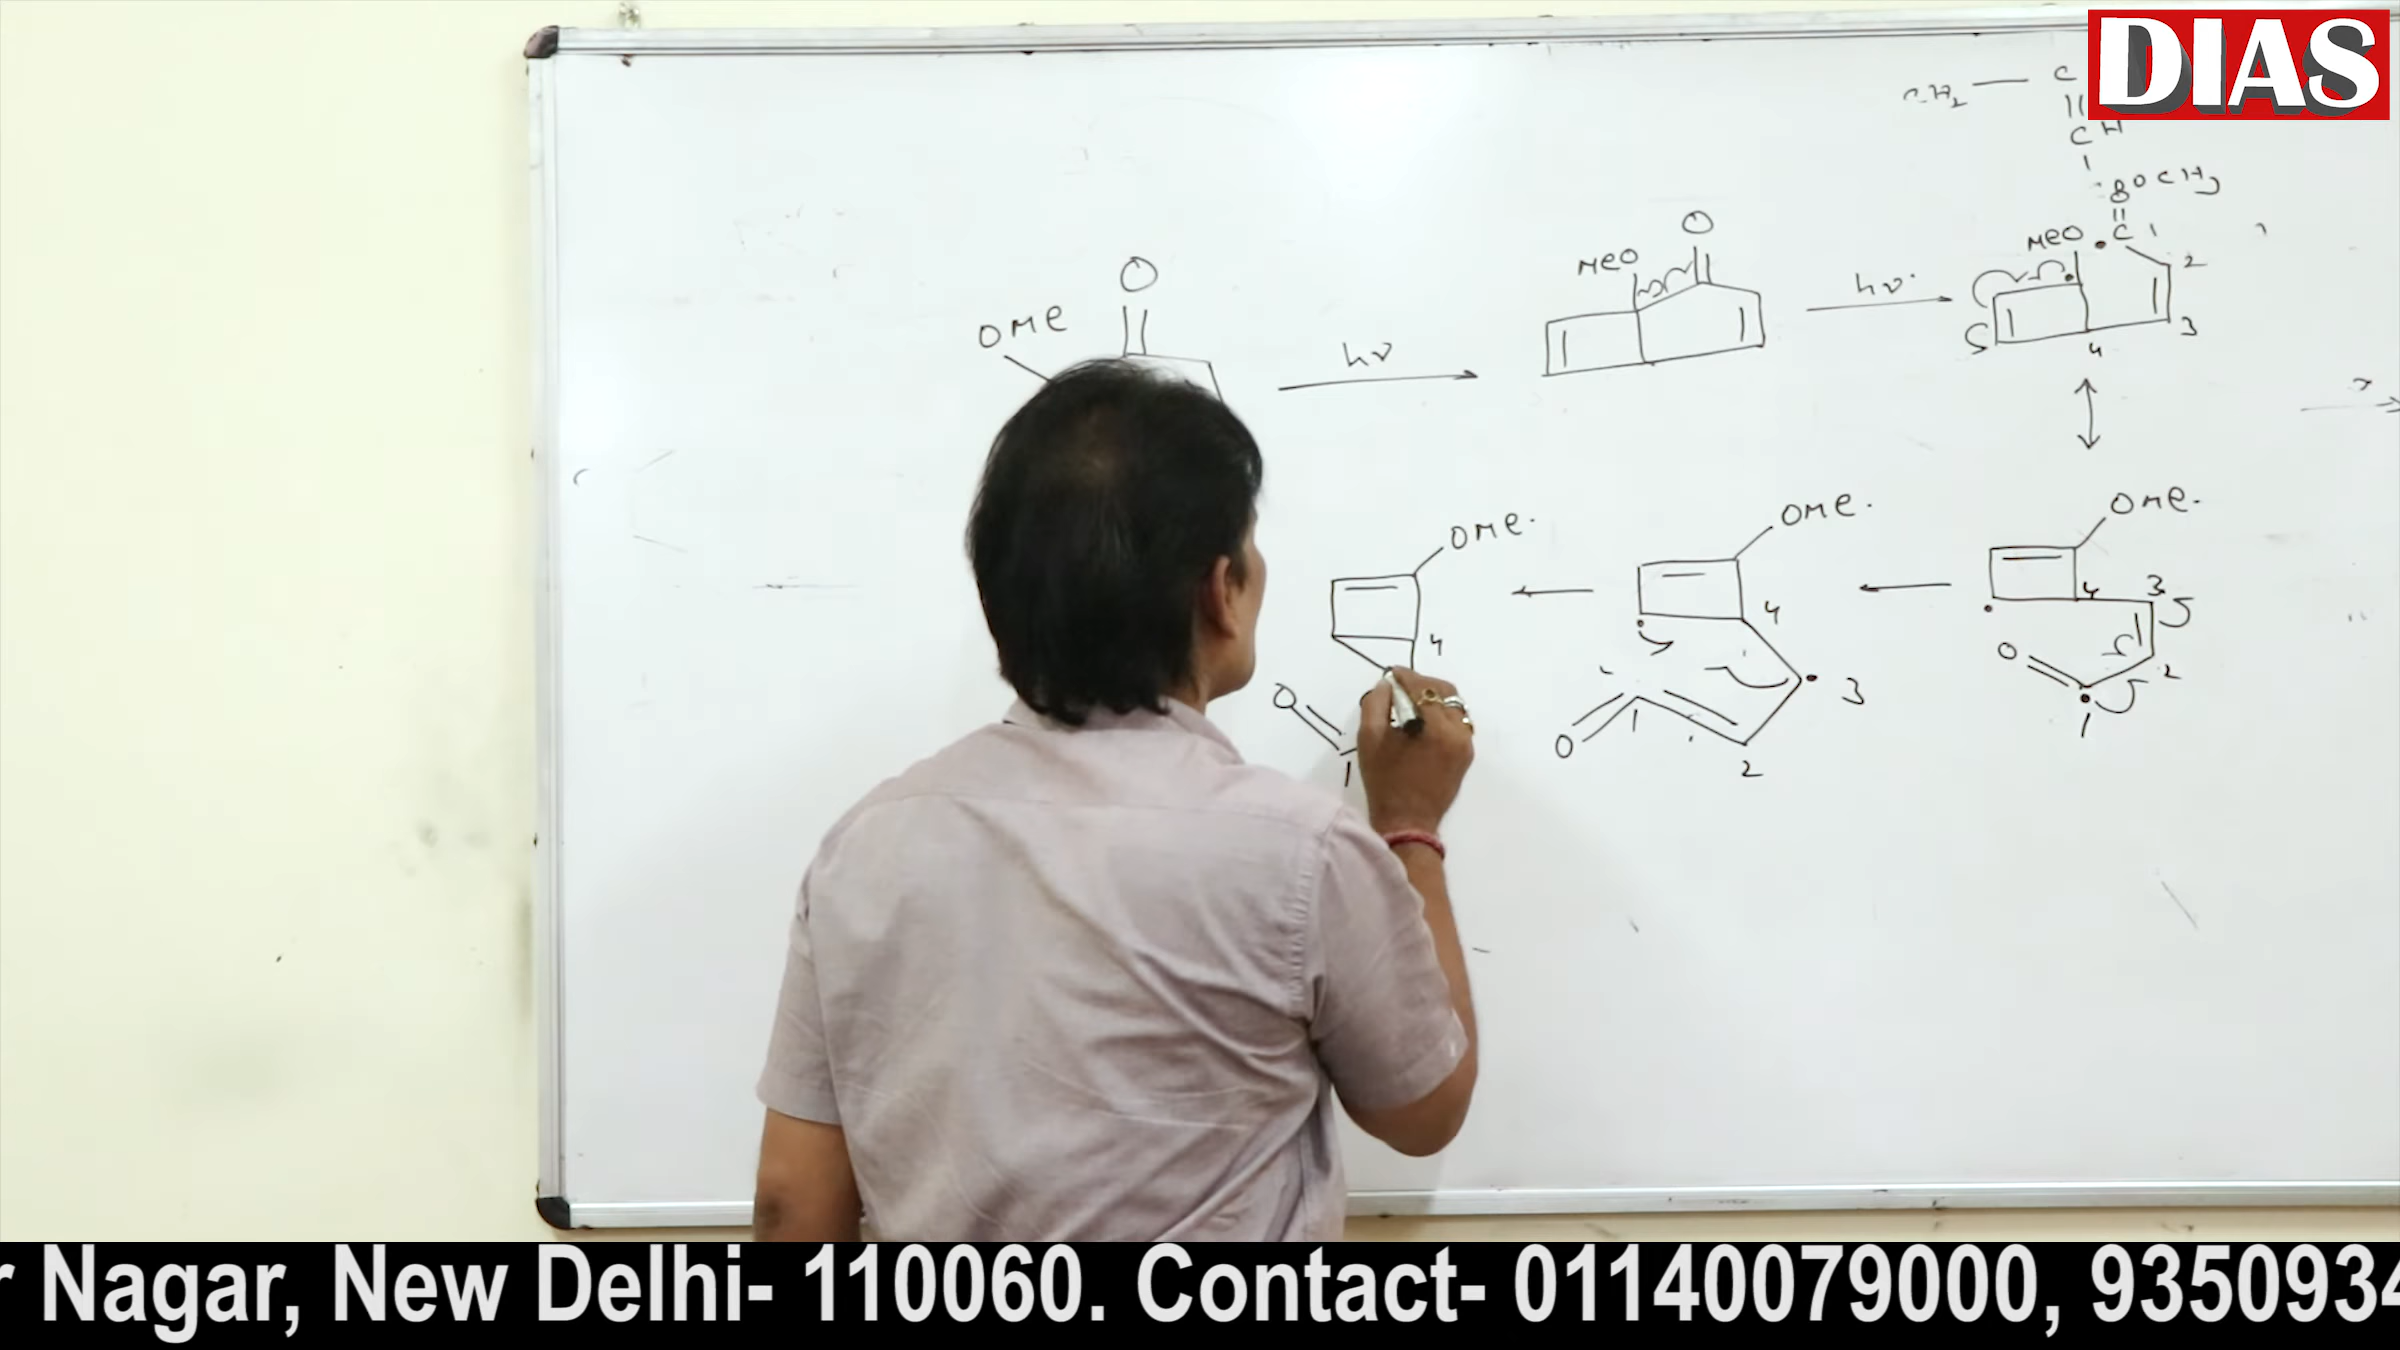 DIAS
CH2 — C
||
CH
|
OCH3
||
C 1
O
OMe
hν
O
MeO
hν
MeO
2
3
4
5
OMe.
4
O
1
OMe.
4
3
O
1
2
OMe.
4
3
O
2
1
r Nagar, New Delhi- 110060. Contact- 01140079000, 9350934